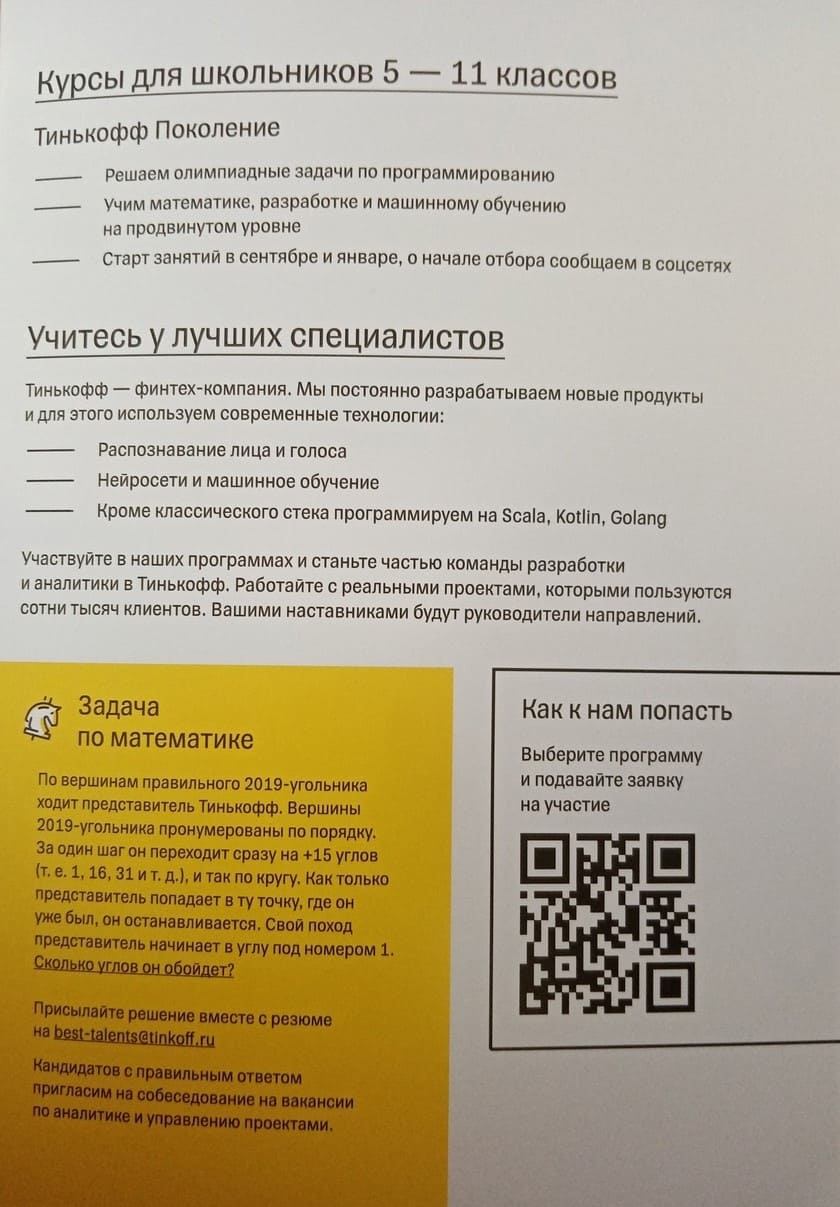 Курсы для школьников 5 — 11 классов
Тинькофф Поколение
Решаем олимпиадные задачи по программированию
Учим математике, разработке и машинному обучению
на продвинутом уровне
Старт занятий в сентябре и январе, о начале отбора сообщаем в соцсетях
Учитесь у лучших специалистов
Тинькофф — финтех-компания. Мы постоянно разрабатываем новые продукты
и для этого используем современные технологии:
Распознавание лица и голоса
Нейросети и машинное обучение
Кроме классического стека программируем на Scala, Kotlin, Golang
Участвуйте в наших программах и станьте частью команды разработки
и аналитики в Тинькофф. Работайте с реальными проектами, которыми пользуются
сотни тысяч клиентов. Вашими наставниками будут руководители направлений.
Задача
по математике
По вершинам правильного 2019-угольника
ходит представитель Тинькофф. Вершины
2019-угольника пронумерованы по порядку.
За один шаг он переходит сразу на +15 углов
(т. е. 1, 16, 31 и т. д.), и так по кругу. Как только
представитель попадает в ту точку, где он
уже был, он останавливается. Свой поход
представитель начинает в углу под номером 1.
Сколько углов он обойдет?
Присылайте решение вместе с резюме
на best-talents@tinkoff.ru
Кандидатов с правильным ответом
пригласим на собеседование на вакансии
по аналитике и управлению проектами.
Как к нам попасть
Выберите программу
и подавайте заявку
на участие